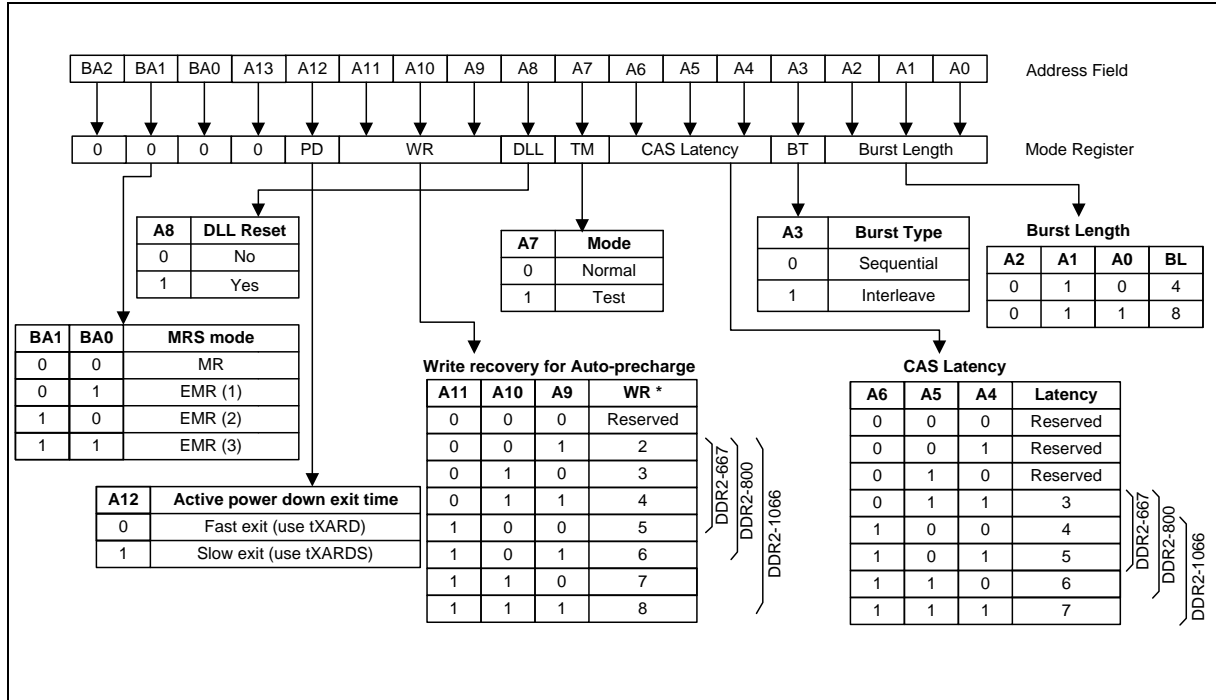 BA2 BA1 BA0 A13 A12 A11 A10 A9 A8 A7 A6 A5 A4 A3 A2 A1 A0 Address Field
0 0 0 0 PD WR DLL TM CAS Latency BT Burst Length Mode Register
A8 DLL Reset
0 No
1 Yes
A7 Mode
0 Normal
1 Test
A3 Burst Type
0 Sequential
1 Interleave
Burst Length
A2 A1 A0 BL
0 1 0 4
0 1 1 8
BA1 BA0 MRS mode
0 0 MR
0 1 EMR (1)
1 0 EMR (2)
1 1 EMR (3)
A12 Active power down exit time
0 Fast exit (use tXARD)
1 Slow exit (use tXARDS)
Write recovery for Auto-precharge
A11 A10 A9 WR *
0 0 0 Reserved
0 0 1 2
0 1 0 3
0 1 1 4
1 0 0 5
1 0 1 6
1 1 0 7
1 1 1 8
DDR2-667
DDR2-800
DDR2-1066
CAS Latency
A6 A5 A4 Latency
0 0 0 Reserved
0 0 1 Reserved
0 1 0 Reserved
0 1 1 3
1 0 0 4
1 0 1 5
1 1 0 6
1 1 1 7
DDR2-667
DDR2-800
DDR2-1066